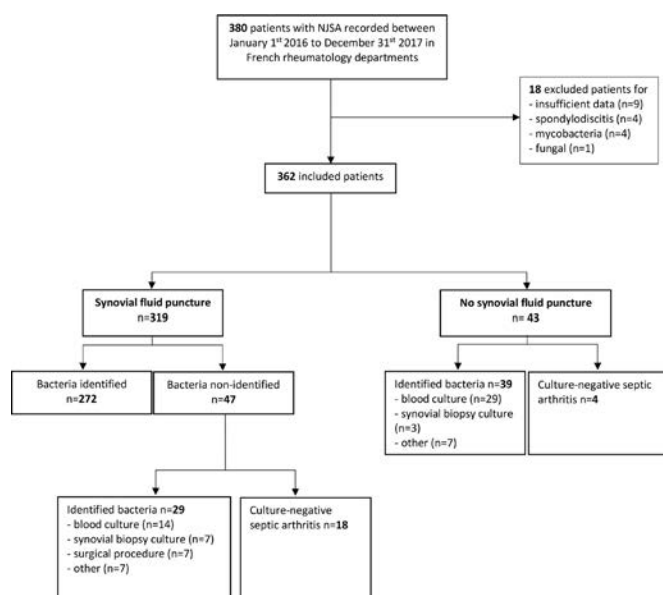 380 patients with NJSA recorded between
January 1st 2016 to December 31st 2017 in
French rheumatology departments
18 excluded patients for
- insufficient data (n=9)
- spondylodiscitis (n=4)
- mycobacteria (n=4)
- fungal (n=1)
362 included patients
Synovial fluid puncture
n=319
No synovial fluid puncture
n= 43
Bacteria identified
n=272
Bacteria non-identified
n=47
Identified bacteria n=39
- blood culture (n=29)
- synovial biopsy culture
(n=3)
- other (n=7)
Culture-negative septic
arthritis n=4
Identified bacteria n=29
- blood culture (n=14)
- synovial biopsy culture (n=7)
- surgical procedure (n=7)
- other (n=7)
Culture-negative
septic arthritis n=18